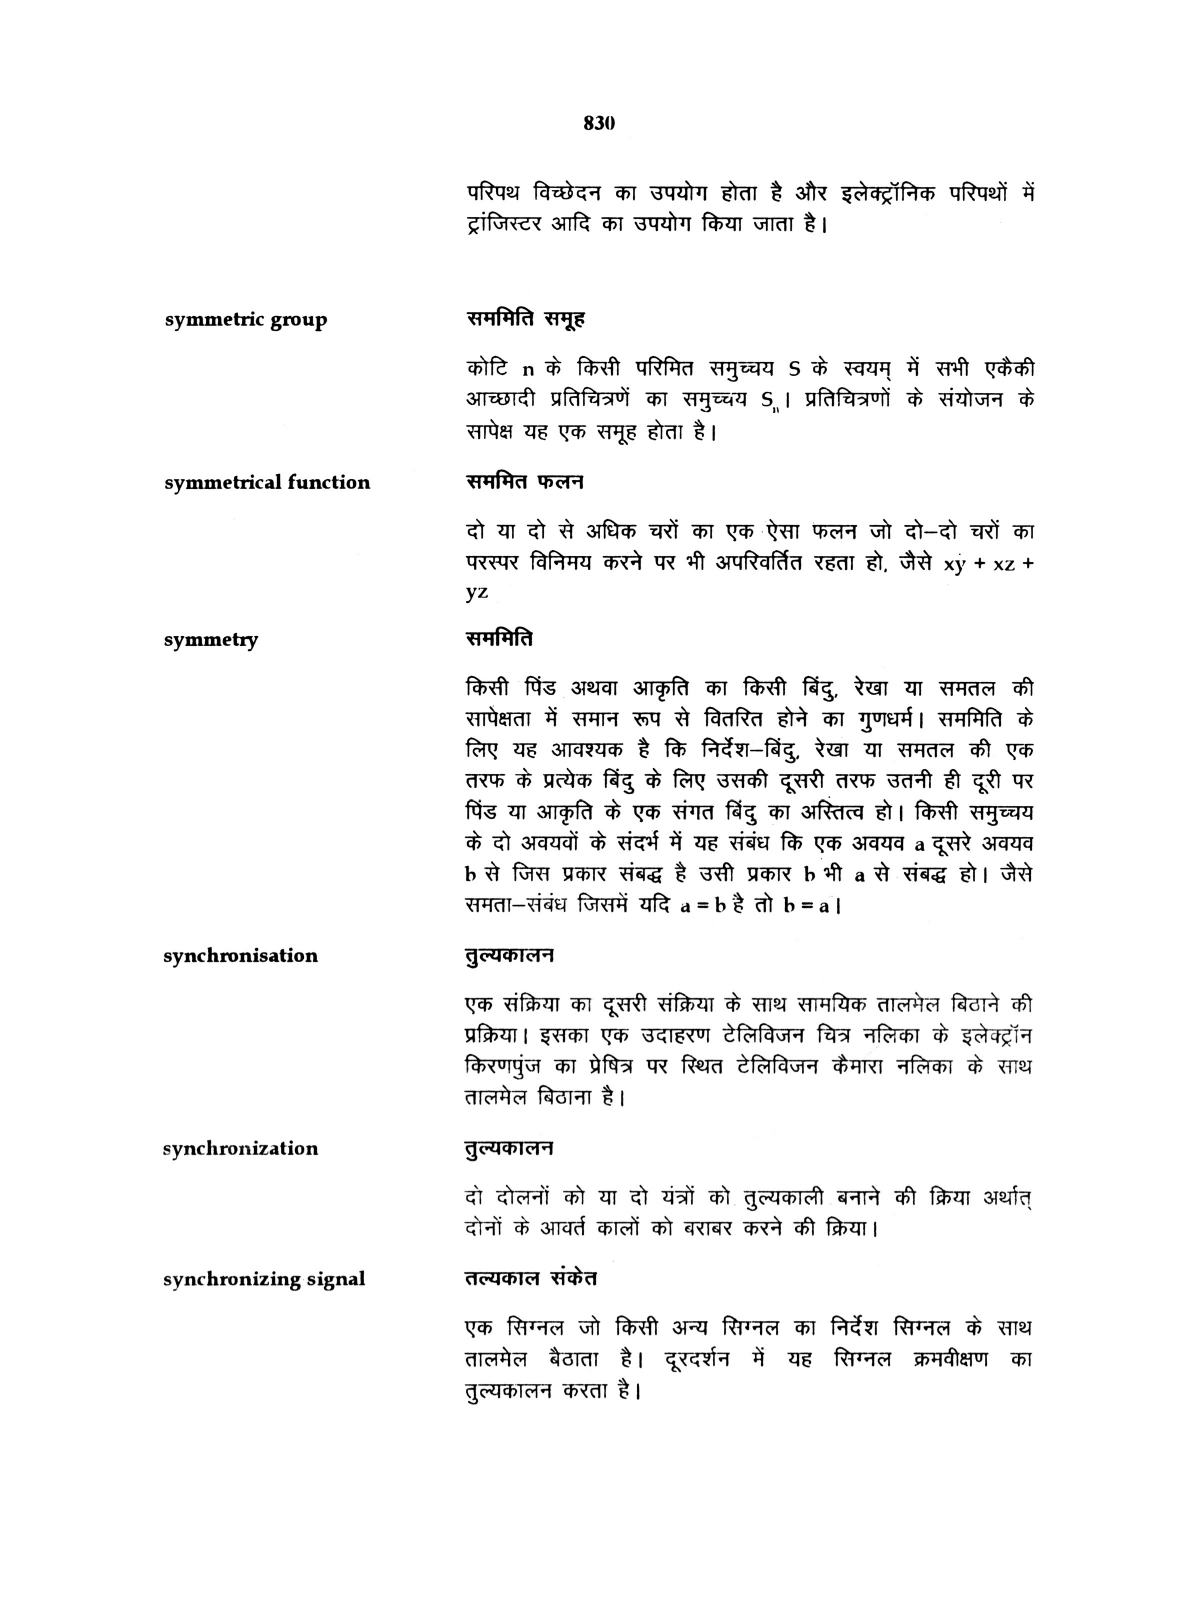 830
परिपथ विच्छेदन का उपयोग होता है और इलेक्ट्रॉनिक परिपथों में
ट्रांजिस्टर आदि का उपयोग किया जाता है।
symmetric group सममिति समूह
कोटि n के किसी परिमित समुच्चय S के स्वयम् में सभी एकैकी
आच्छादी प्रतिचित्रणें का समुच्चय Sₙ। प्रतिचित्रणों के संयोजन के
सापेक्ष यह एक समूह होता है।
symmetrical function सममित फलन
दो या दो से अधिक चरों का एक ऐसा फलन जो दो–दो चरों का
परस्पर विनिमय करने पर भी अपरिवर्तित रहता हो, जैसे xy + xz +
yz
symmetry सममिति
किसी पिंड अथवा आकृति का किसी बिंदु, रेखा या समतल की
सापेक्षता में समान रूप से वितरित होने का गुणधर्म। सममिति के
लिए यह आवश्यक है कि निर्देश–बिंदु, रेखा या समतल की एक
तरफ के प्रत्येक बिंदु के लिए उसकी दूसरी तरफ उतनी ही दूरी पर
पिंड या आकृति के एक संगत बिंदु का अस्तित्व हो। किसी समुच्चय
के दो अवयवों के संदर्भ में यह संबंध कि एक अवयव a दूसरे अवयव
b से जिस प्रकार संबद्ध है उसी प्रकार b भी a से संबद्ध हो। जैसे
समता–संबंध जिसमें यदि a = b है तो b = a।
synchronisation तुल्यकालन
एक संक्रिया का दूसरी संक्रिया के साथ सामयिक तालमेल बिठाने की
प्रक्रिया। इसका एक उदाहरण टेलिविजन चित्र नलिका के इलेक्ट्रॉन
किरणपुंज का प्रेषित्र पर स्थित टेलिविजन कैमारा नलिका के साथ
तालमेल बिठाना है।
synchronization तुल्यकालन
दो दोलनों को या दो यंत्रों को तुल्यकाली बनाने की क्रिया अर्थात्
दोनों के आवर्त कालों को बराबर करने की क्रिया।
synchronizing signal तल्यकाल संकेत
एक सिग्नल जो किसी अन्य सिग्नल का निर्देश सिग्नल के साथ
तालमेल बैठाता है। दूरदर्शन में यह सिग्नल क्रमवीक्षण का
तुल्यकालन करता है।